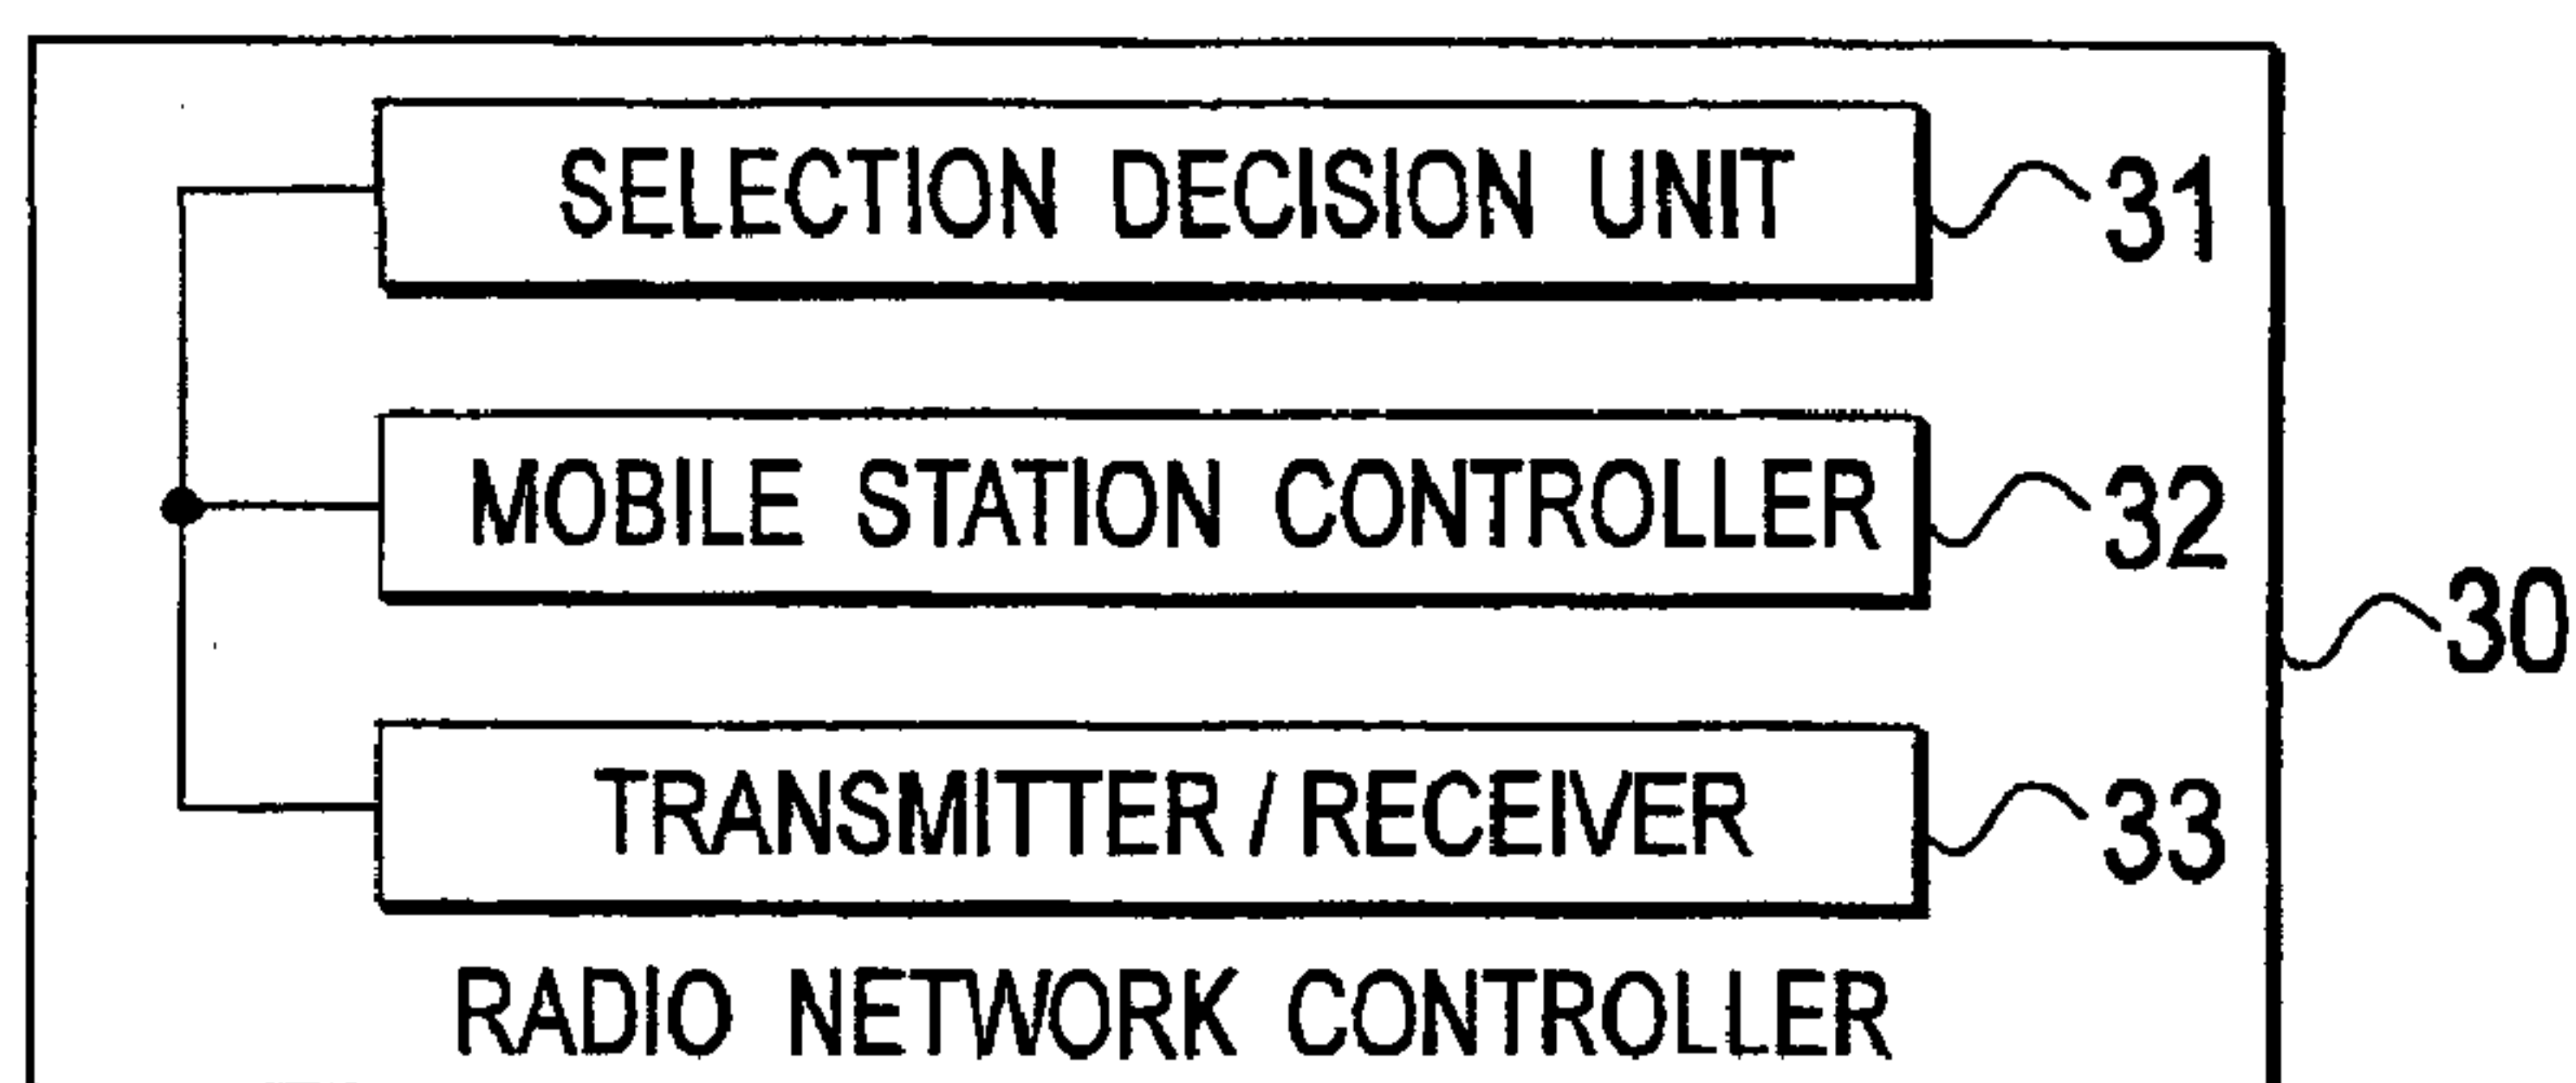 SELECTION DECISION UNIT 31
MOBILE STATION CONTROLLER 32
30
TRANSMITTER / RECEIVER 33
RADIO NETWORK CONTROLLER